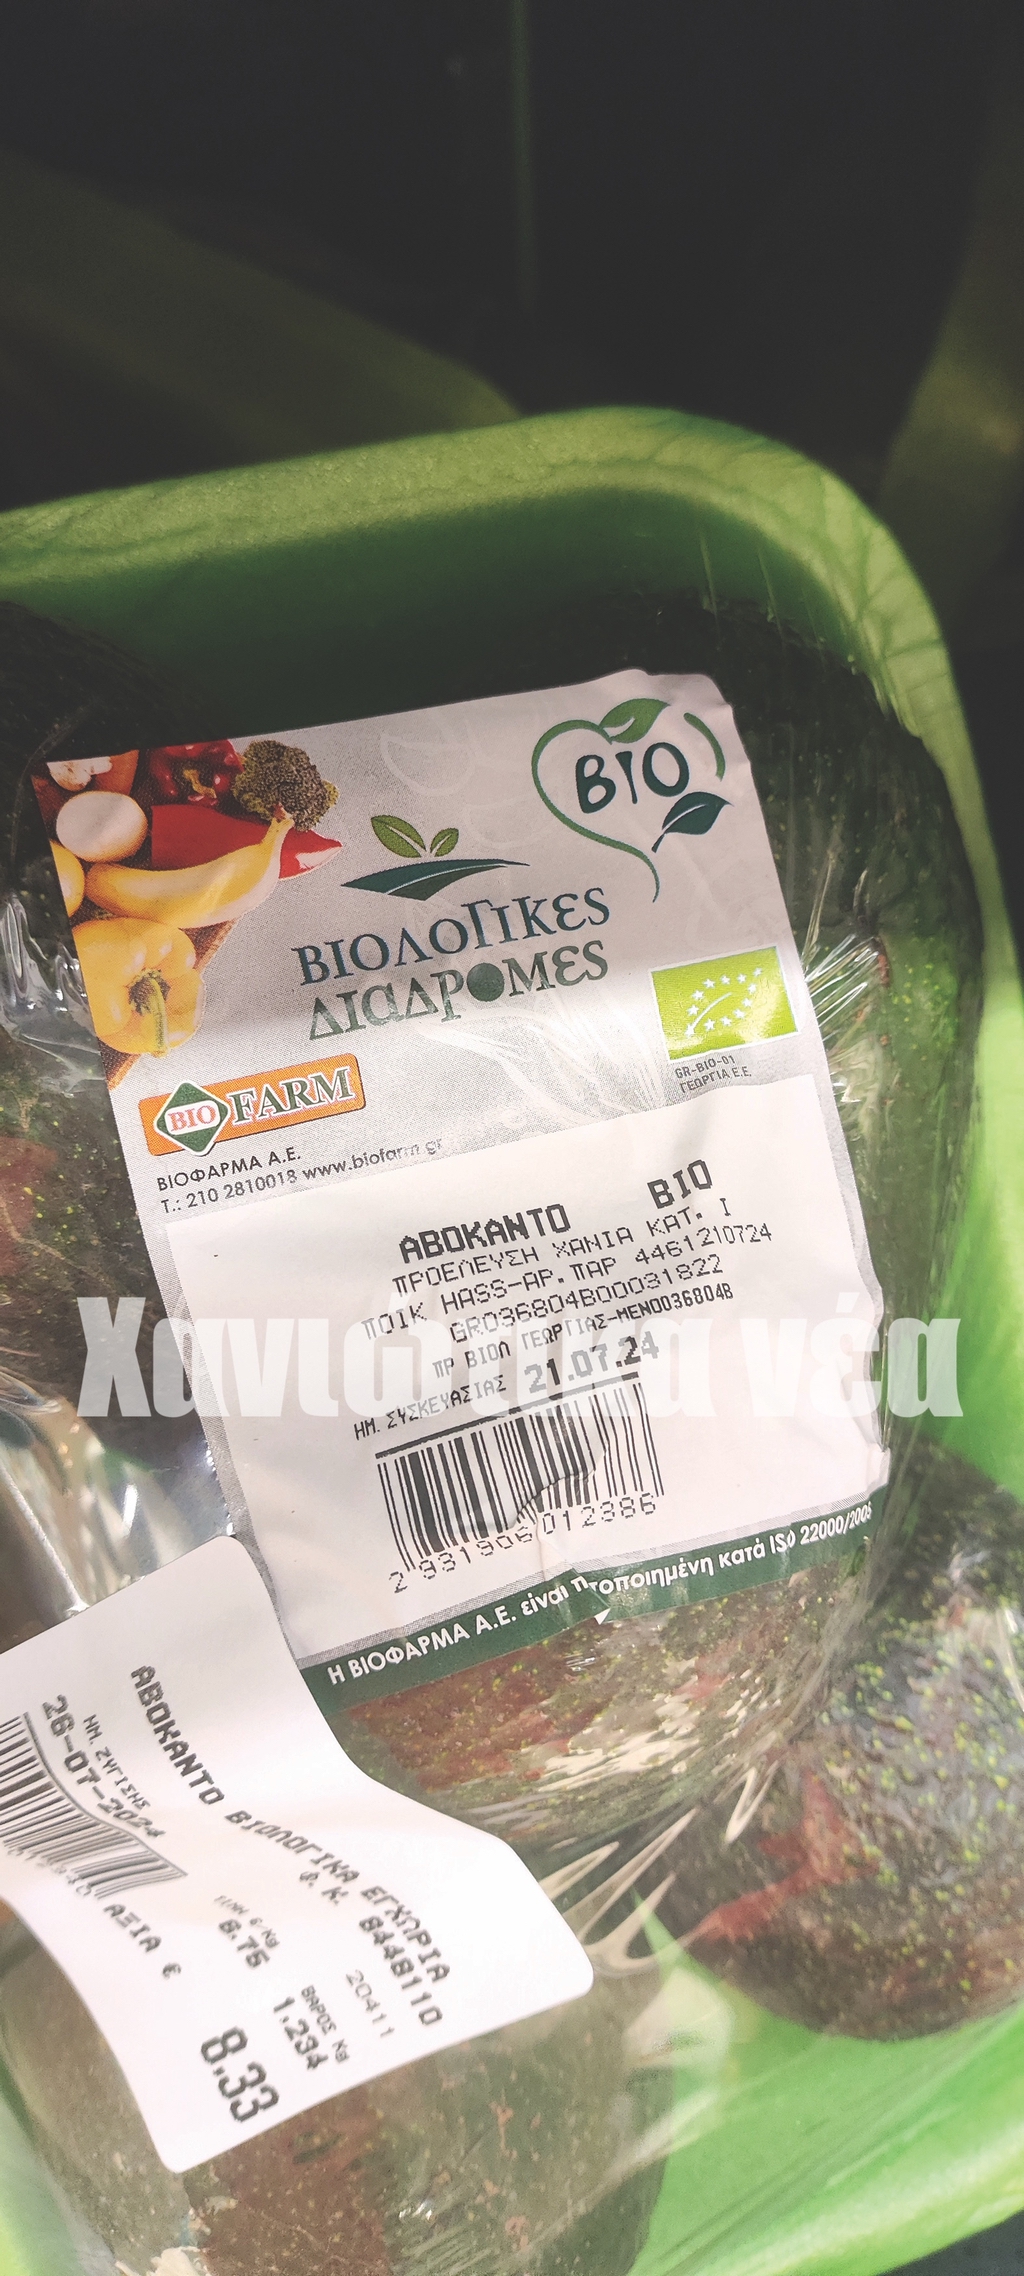 BIO
ΒΙΟΛΟΓΙΚΕΣ
ΔΙΑΔΡΟΜΕΣ
GR-BIO-01
ΓΕΩΡΓΙΑ Ε.Ε.
BIO FARM
ΒΙΟΦΑΡΜΑ Α.Ε.
Τ.: 210 2810018 www.biofarm.gr
ΑΒΟΚΑΝΤΟ BIO
ΠΡΟΕΛΕΥΣΗ ΧΑΝΙΑ ΚΑΤ. Ι
ΠΟΙΚ HASS-ΑΡ.ΠΑΡ 4461210724
GR036804B00031822
ΠΡ ΒΙΟΛ ΓΕΩΡΓΙΑΣ-ΜΕΝ0036804Β
ΗΜ. ΣΥΣΚΕΥΑΣΙΑΣ 21.07.24
2 981906 012386
Η ΒΙΟΦΑΡΜΑ Α.Ε. είναι πιστοποιημένη κατά ISO 22000/2005
Χανιώτικα νέα
ΑΒΟΚΑΝΤΟ ΒΙΟΛΟΓΙΚΑ ΕΓΧΩΡΙΑ
Φ. Κ. 8448110
ΗΜ. ΖΥΓΙΣΗΣ
26-07-2024
20411
ΤΙΜΗ €/Kg
6.75
ΒΑΡΟΣ Kg
1.234
ΑΞΙΑ €
8.33